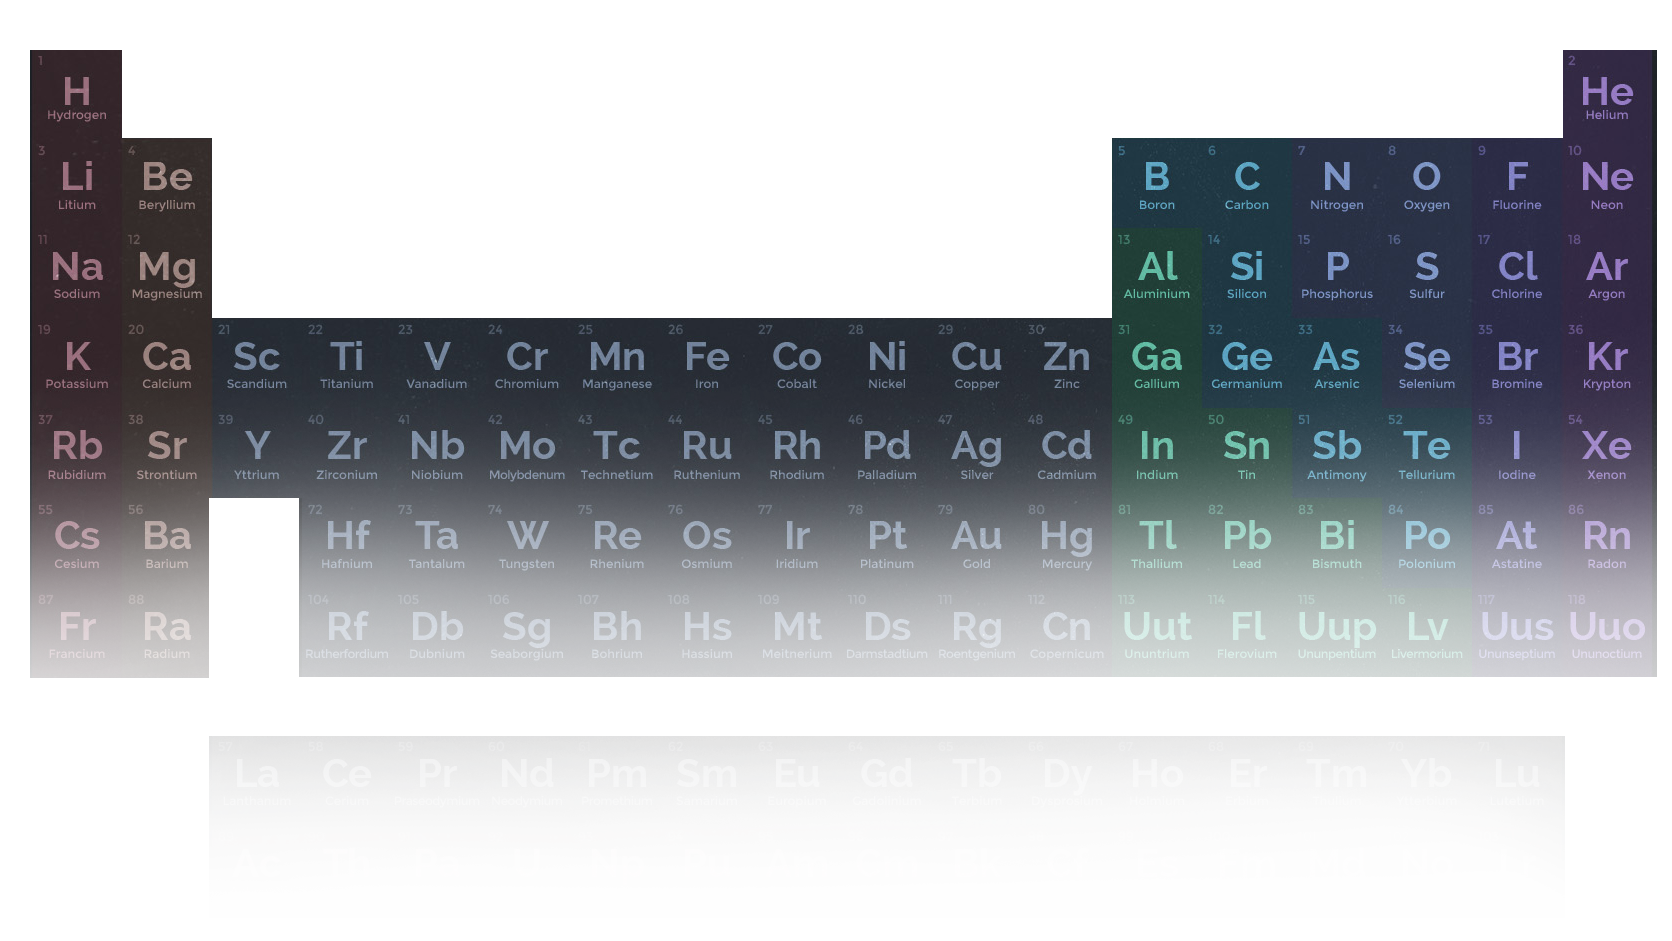 1 2
H He
Hydrogen Helium
3 4 5 6 7 8 9 10
Li Be B C N O F Ne
Litium Beryllium Boron Carbon Nitrogen Oxygen Fluorine Neon
11 12 13 14 15 16 17 18
Na Mg Al Si P S Cl Ar
Sodium Magnesium Aluminium Silicon Phosphorus Sulfur Chlorine Argon
19 20 21 22 23 24 25 26 27 28 29 30 31 32 33 34 35 36
K Ca Sc Ti V Cr Mn Fe Co Ni Cu Zn Ga Ge As Se Br Kr
Potassium Calcium Scandium Titanium Vanadium Chromium Manganese Iron Cobalt Nickel Copper Zinc Gallium Germanium Arsenic Selenium Bromine Krypton
37 38 39 40 41 42 43 44 45 46 47 48 49 50 51 52 53 54
Rb Sr Y Zr Nb Mo Tc Ru Rh Pd Ag Cd In Sn Sb Te I Xe
Rubidium Strontium Yttrium Zirconium Niobium Molybdenum Technetium Ruthenium Rhodium Palladium Silver Cadmium Indium Tin Antimony Tellurium Iodine Xenon
55 56 72 73 74 75 76 77 78 79 80 81 82 83 84 85 86
Cs Ba Hf Ta W Re Os Ir Pt Au Hg Tl Pb Bi Po At Rn
Cesium Barium Hafnium Tantalum Tungsten Rhenium Osmium Iridium Platinum Gold Mercury Thallium Lead Bismuth Polonium Astatine Radon
87 88 104 105 106 107 108 109 110 111 112 113 114 115 116 117 118
Fr Ra Rf Db Sg Bh Hs Mt Ds Rg Cn Uut Fl Uup Lv Uus Uuo
Francium Radium Rutherfordium Dubnium Seaborgium Bohrium Hassium Meitnerium Darmstadtium Roentgenium Copernicum Ununtrium Flerovium Ununpentium Livermorium Ununseptium Ununoctium
La Ce Pr Nd Pm Sm Eu Gd Tb Dy Ho Er Tm Yb Lu